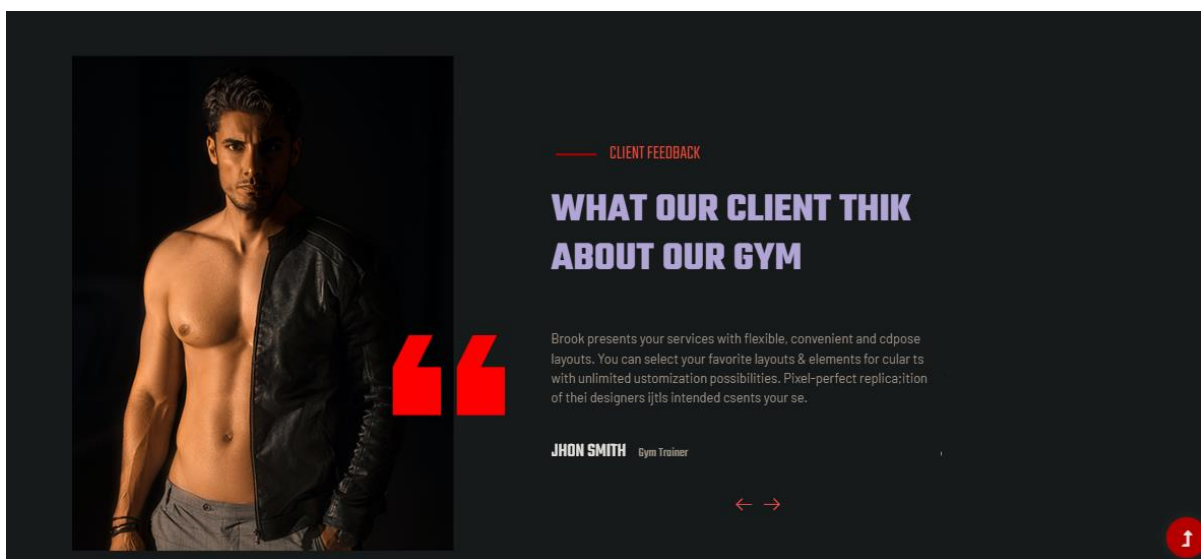 CLIENT FEEDBACK
WHAT OUR CLIENT THIK
ABOUT OUR GYM
Brook presents your services with flexible, convenient and cdpose
layouts. You can select your favorite layouts & elements for cular ts
with unlimited ustomization possibilities. Pixel-perfect replica;ition
of thei designers ijtls intended csents your se.
JHON SMITH Gym Trainer